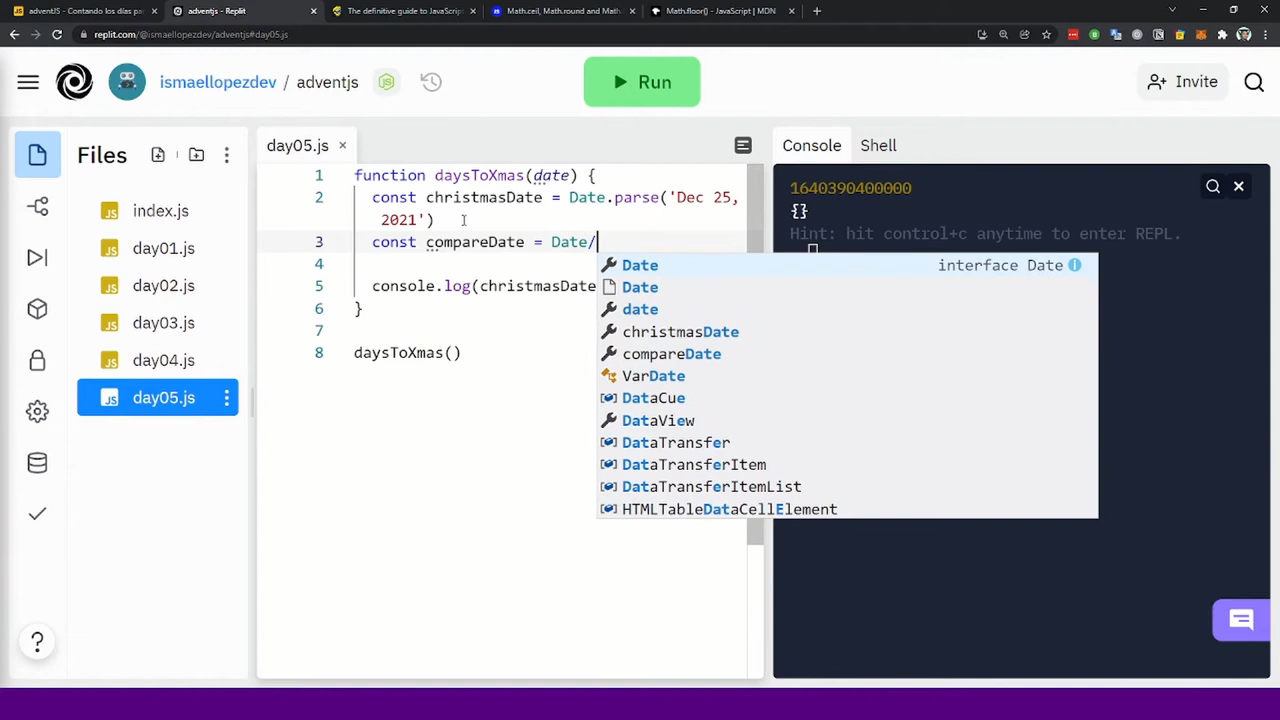 adventJS - Contando los días pa
adventjs - Replit
The definitive guide to JavaScript
Math.ceil, Math.round and Math.
Math.floor() - JavaScript | MDN
replit.com/@ismaellopezdev/adventjs#day05.js
ismaellopezdev / adventjs
Run
Invite
Files
day05.js
Console
Shell
index.js
day01.js
day02.js
day03.js
day04.js
day05.js
1 function daysToXmas(date) {
2 const christmasDate = Date.parse('Dec 25,
2021')
3 const compareDate = Date/
4
5 console.log(christmasDate
6 }
7
8 daysToXmas()
Date interface Date
Date
date
christmasDate
compareDate
VarDate
DataCue
DataView
DataTransfer
DataTransferItem
DataTransferItemList
HTMLTableDataCellElement
1640390400000
{}
Hint: hit control+c anytime to enter REPL.